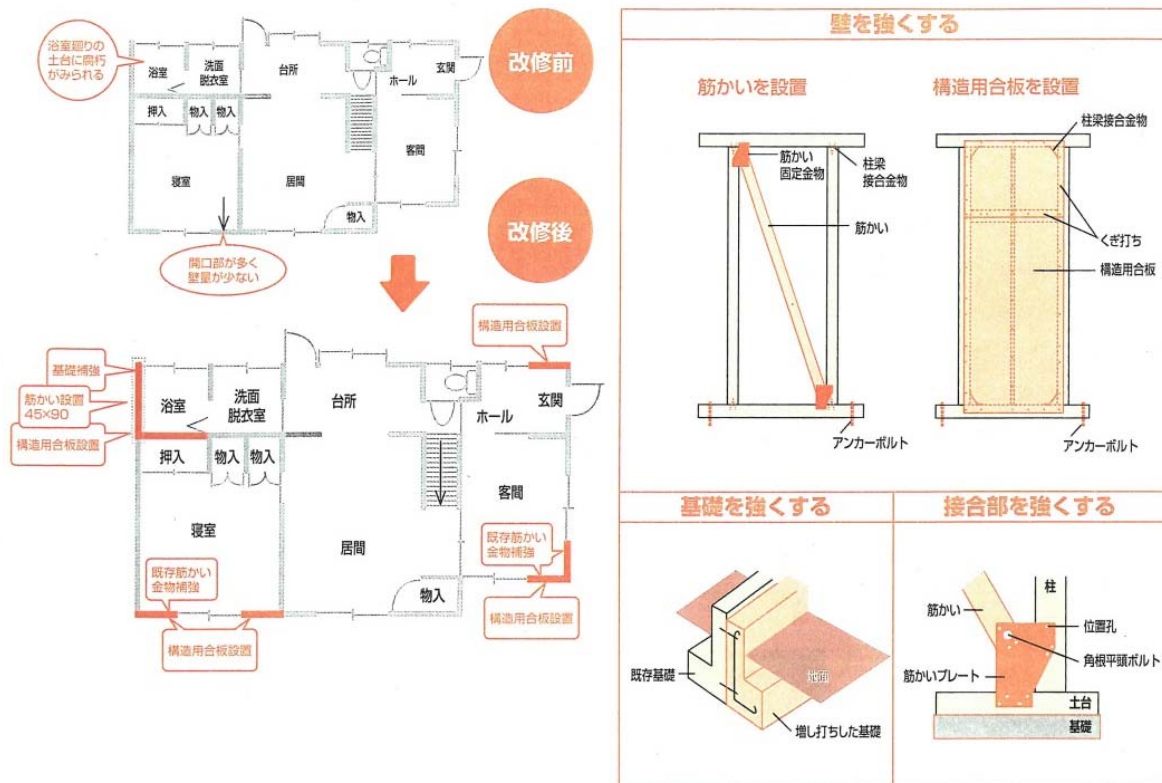 浴室廻りの
土台に腐朽
がみられる
浴室
洗面
脱衣室
台所
ホール
玄関
押入
物入
物入
寝室
居間
客間
物入
開口部が多く
壁量が少ない
改修前
改修後
構造用合板設置
基礎補強
筋かい設置
45×90
構造用合板設置
浴室
洗面
脱衣室
台所
ホール
玄関
押入
物入
物入
寝室
居間
客間
物入
既存筋かい
金物補強
構造用合板設置
既存筋かい
金物補強
構造用合板設置
壁を強くする
筋かいを設置
筋かい
固定金物
柱梁
接合金物
筋かい
アンカーボルト
構造用合板を設置
柱梁接合金物
くぎ打ち
構造用合板
アンカーボルト
基礎を強くする
既存基礎
地面
増し打ちした基礎
接合部を強くする
柱
筋かい
位置孔
角根平頭ボルト
筋かいプレート
土台
基礎